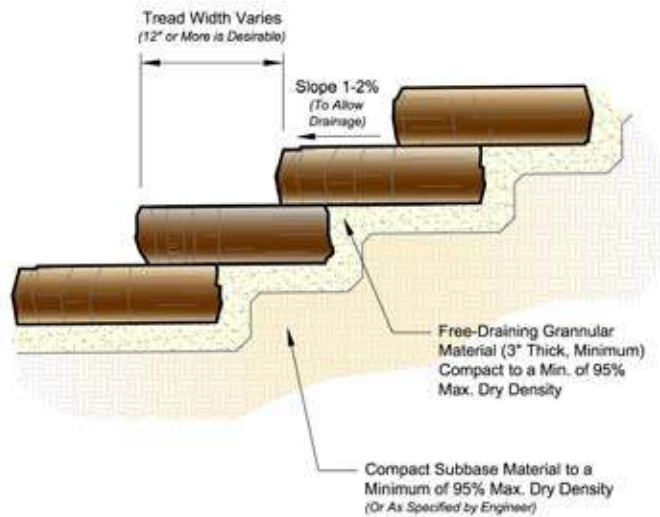 Tread Width Varies
(12" or More is Desirable)
Slope 1-2%
(To Allow
Drainage)
Free-Draining Grannular
Material (3" Thick, Minimum)
Compact to a Min. of 95%
Max. Dry Density
Compact Subbase Material to a
Minimum of 95% Max. Dry Density
(Or As Specified by Engineer)